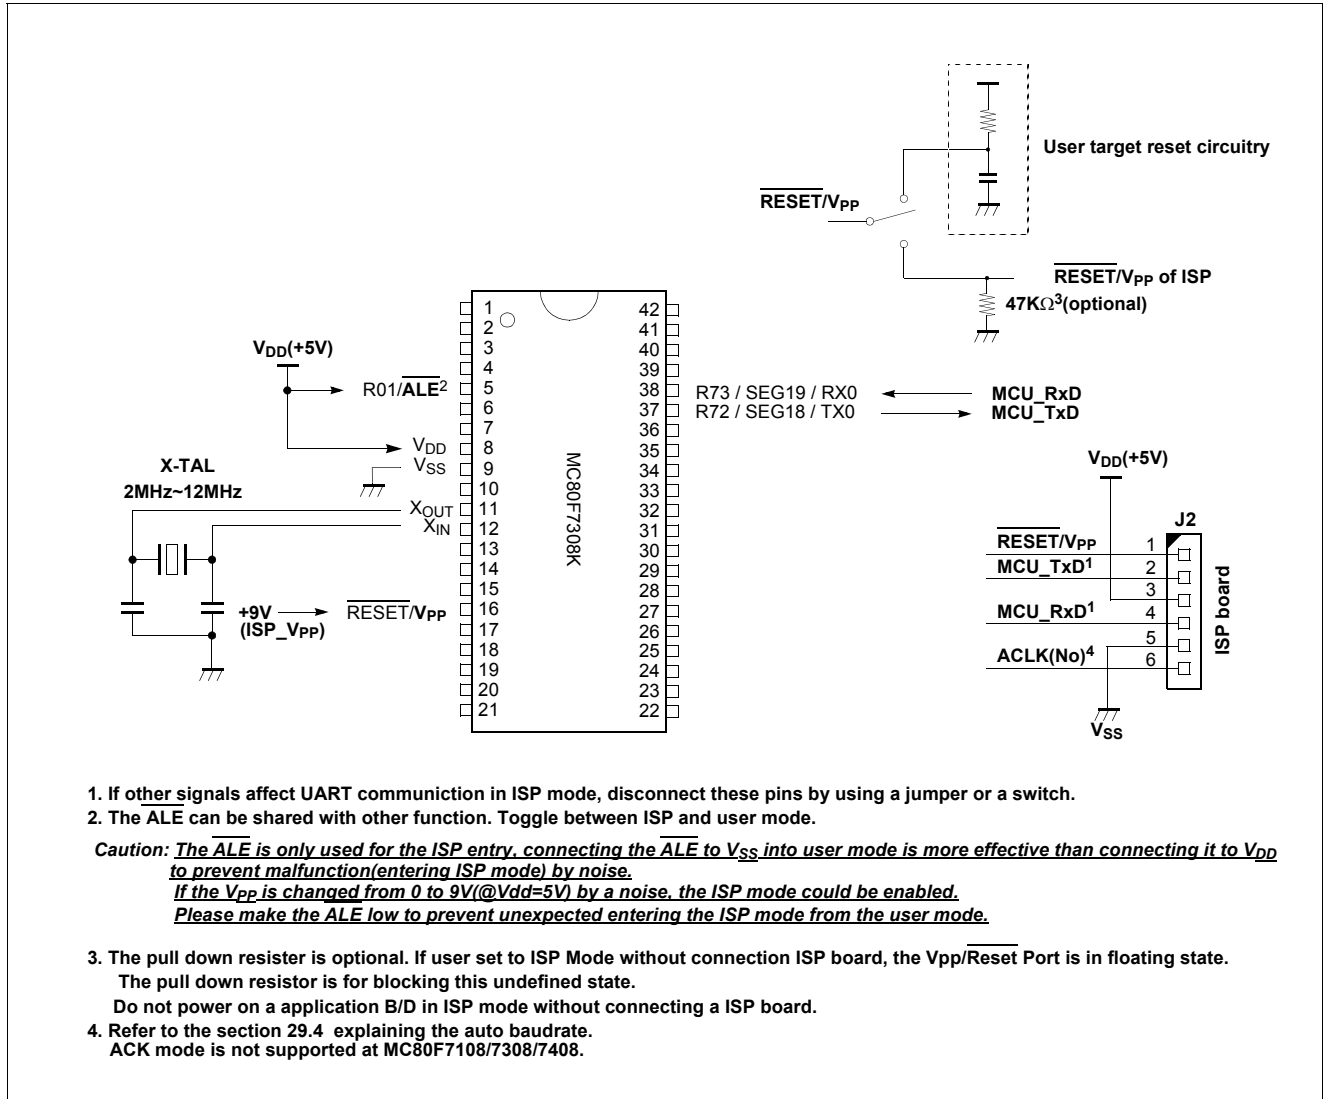 User target reset circuitry
RESET/VPP
RESET/VPP of ISP
47KΩ3(optional)
VDD(+5V)
R01/ALE2
VDD
VSS
X-TAL
2MHz~12MHz
XOUT
XIN
+9V
(ISP_VPP)
RESET/VPP
1
2
3
4
5
6
7
8
9
10
11
12
13
14
15
16
17
18
19
20
21
MC80F7308K
42
41
40
39
38
37
36
35
34
33
32
31
30
29
28
27
26
25
24
23
22
R73 / SEG19 / RX0
MCU_RxD
R72 / SEG18 / TX0
MCU_TxD
VDD(+5V)
J2
RESET/VPP 1
MCU_TxD1 2
3
MCU_RxD1 4
5
ACLK(No)4 6
ISP board
VSS
1. If other signals affect UART communiction in ISP mode, disconnect these pins by using a jumper or a switch.
2. The ALE can be shared with other function. Toggle between ISP and user mode.
Caution: The ALE is only used for the ISP entry, connecting the ALE to VSS into user mode is more effective than connecting it to VDD
to prevent malfunction(entering ISP mode) by noise.
If the VPP is changed from 0 to 9V(@Vdd=5V) by a noise, the ISP mode could be enabled.
Please make the ALE low to prevent unexpected entering the ISP mode from the user mode.
3. The pull down resister is optional. If user set to ISP Mode without connection ISP board, the Vpp/Reset Port is in floating state.
The pull down resistor is for blocking this undefined state.
Do not power on a application B/D in ISP mode without connecting a ISP board.
4. Refer to the section 29.4 explaining the auto baudrate.
ACK mode is not supported at MC80F7108/7308/7408.